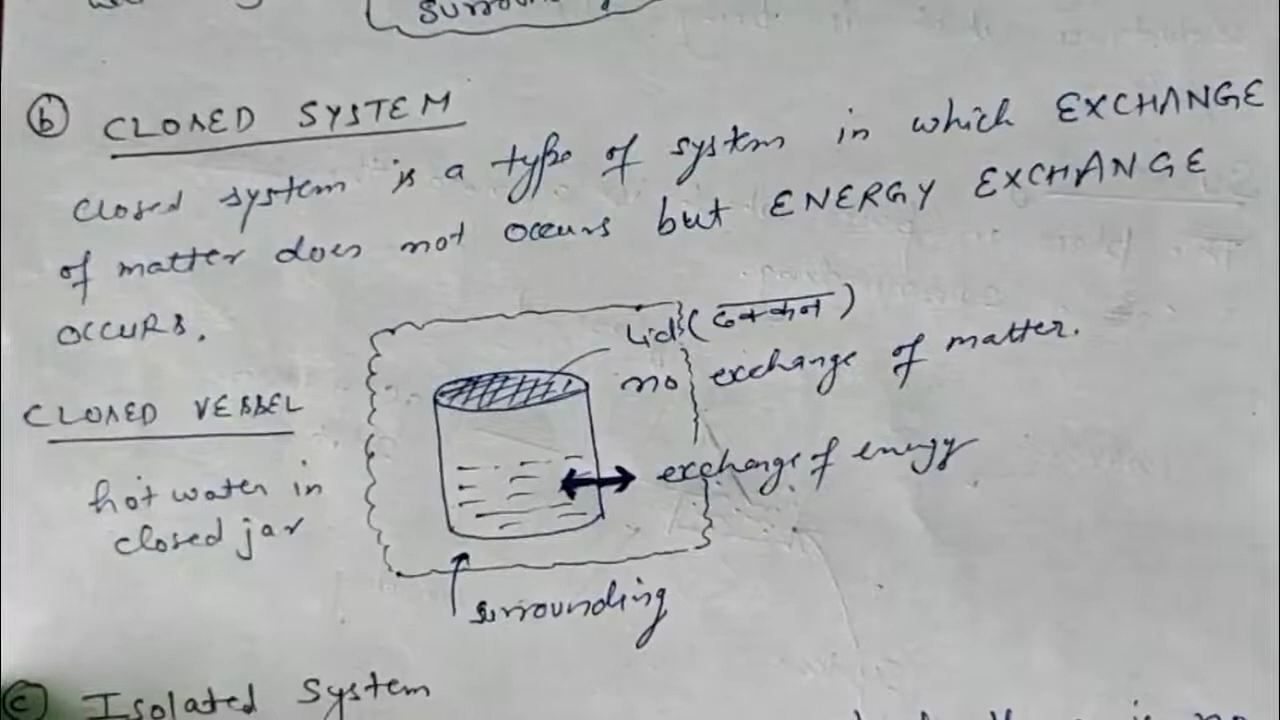 surroun
(b) CLOSED SYSTEM
closed system is a type of system in which EXCHANGE
of matter does not occurs but ENERGY EXCHANGE
OCCURS.
Lid (ढक्कन)
no exchange of matter.
CLOSED VESSEL
exchange of energy
hot water in
closed jar
surrounding
(c) Isolated System